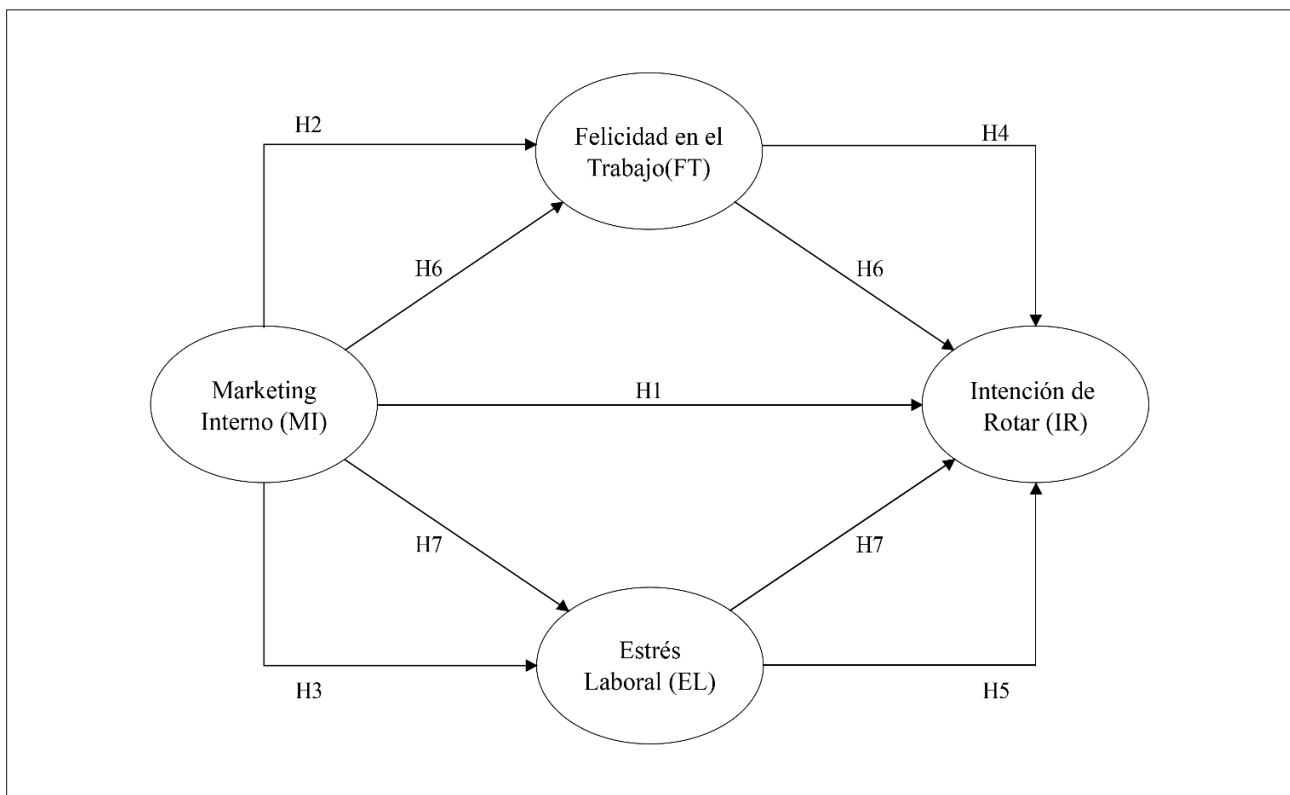 H2
Felicidad en el
Trabajo(FT)
H4
H6
H6
Marketing
Interno (MI)
H1
Intención de
Rotar (IR)
H7
H7
Estrés
Laboral (EL)
H3
H5